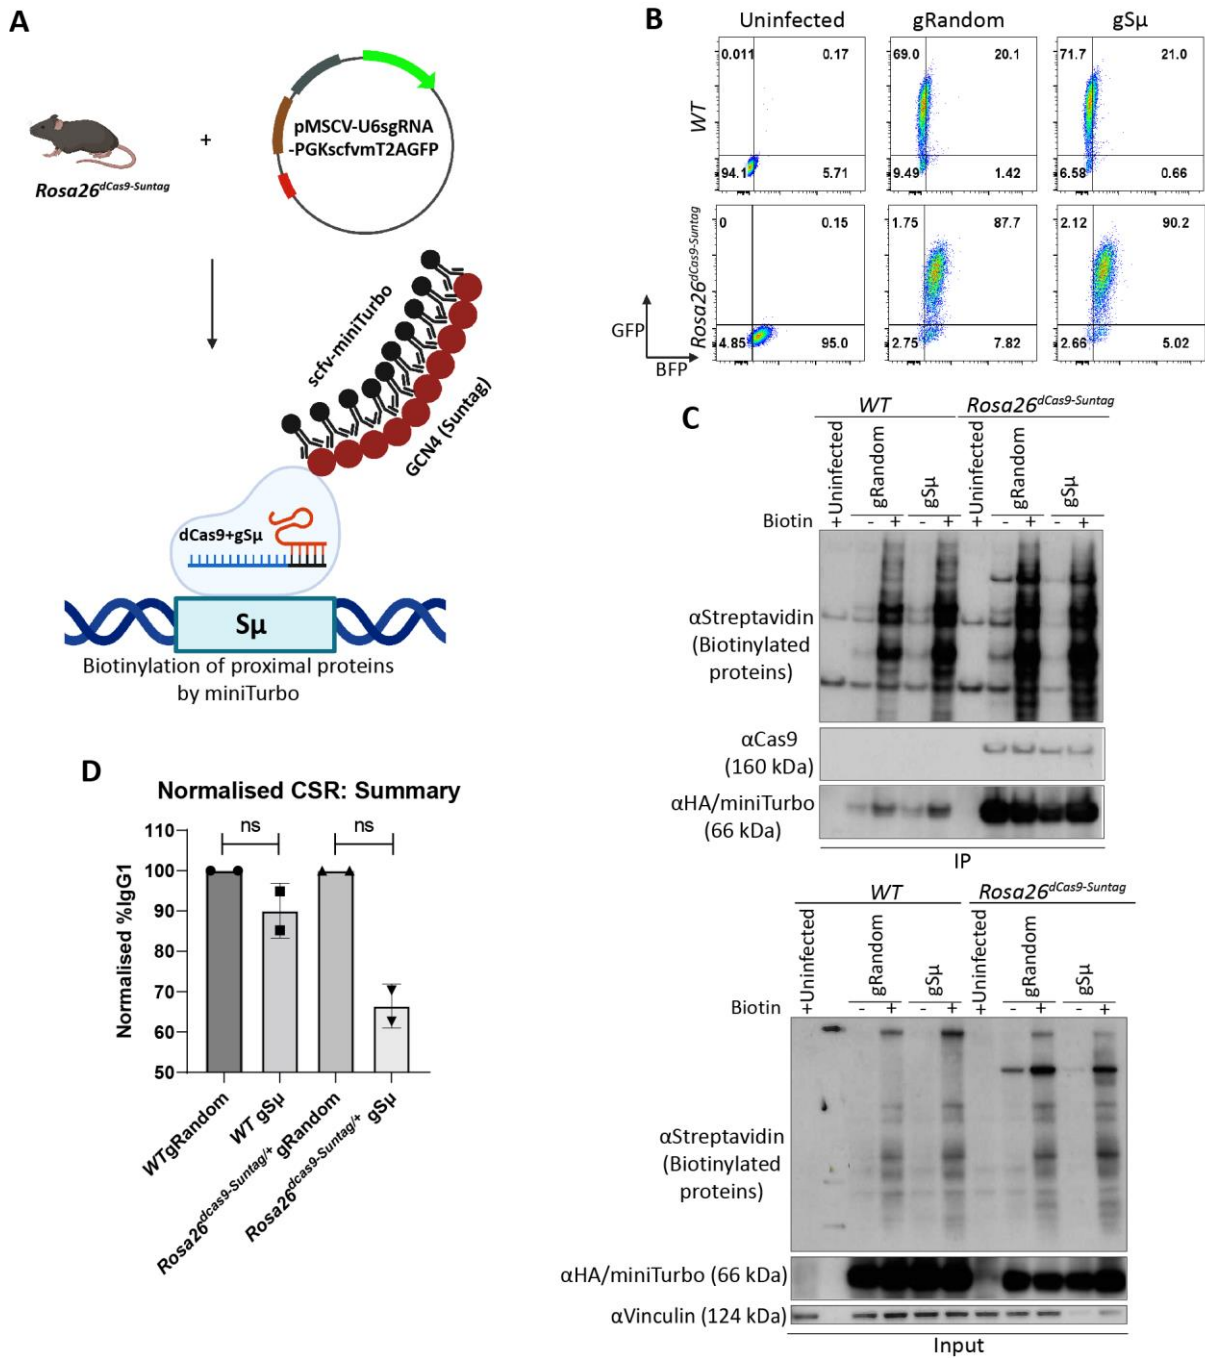 A
pMSCV-U6sgRNA
-PGKscfvmT2AGFP
+
Rosa26dCas9-Suntag
scfv-miniTurbo
GCN4 (Suntag)
dCas9+gSµ
Sµ
Biotinylation of proximal proteins
by miniTurbo
B
Uninfected gRandom gSµ
WT
0.011 0.17 69.0 20.1 71.7 21.0
94.1 5.71 9.49 1.42 6.58 0.66
Rosa26dCas9-Suntag
0 0.15 1.75 87.7 2.12 90.2
4.85 95.0 2.75 7.82 2.66 5.02
GFP
BFP
C
WT Rosa26dCas9-Suntag
Uninfected gRandom gSµ Uninfected gRandom gSµ
Biotin + - + - + + - + - +
αStreptavidin
(Biotinylated
proteins)
αCas9
(160 kDa)
αHA/miniTurbo
(66 kDa)
IP
WT Rosa26dCas9-Suntag
Uninfected gRandom gSµ Uninfected gRandom gSµ
Biotin + - + - + + - + - +
αStreptavidin
(Biotinylated
proteins)
αHA/miniTurbo (66 kDa)
αVinculin (124 kDa)
Input
D
Normalised CSR: Summary
Normalised %IgG1
110
100
90
80
70
60
50
ns ns
WTgRandom
WT gSµ
Rosa26dcas9-Suntag/+ gRandom
Rosa26dcas9-Suntag/+ gSµ